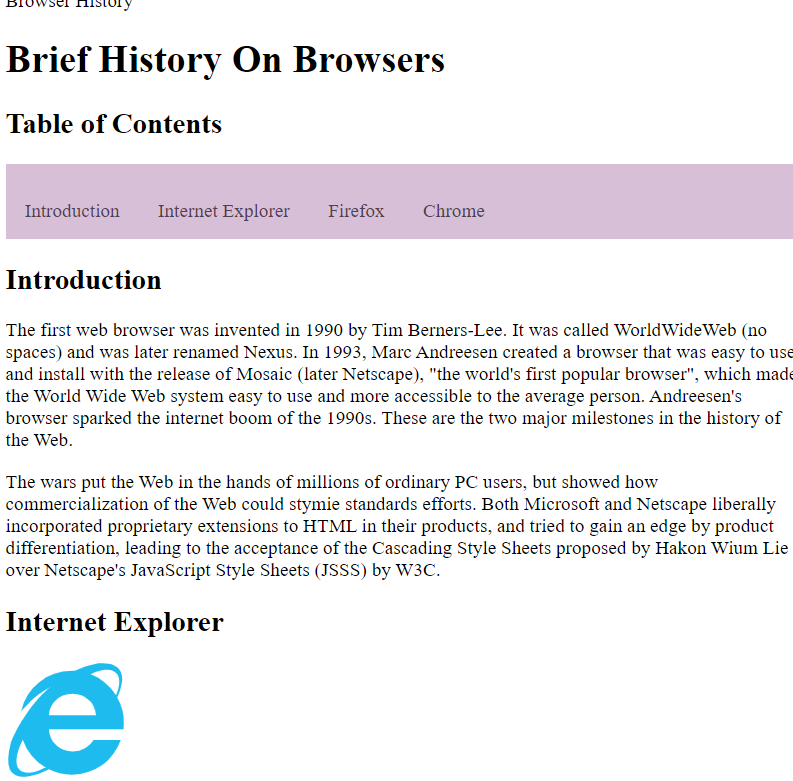 Browser History
Brief History On Browsers
Table of Contents
Introduction Internet Explorer Firefox Chrome
Introduction
The first web browser was invented in 1990 by Tim Berners-Lee. It was called WorldWideWeb (no
spaces) and was later renamed Nexus. In 1993, Marc Andreesen created a browser that was easy to use
and install with the release of Mosaic (later Netscape), "the world's first popular browser", which made
the World Wide Web system easy to use and more accessible to the average person. Andreesen's
browser sparked the internet boom of the 1990s. These are the two major milestones in the history of
the Web.
The wars put the Web in the hands of millions of ordinary PC users, but showed how
commercialization of the Web could stymie standards efforts. Both Microsoft and Netscape liberally
incorporated proprietary extensions to HTML in their products, and tried to gain an edge by product
differentiation, leading to the acceptance of the Cascading Style Sheets proposed by Hakon Wium Lie
over Netscape's JavaScript Style Sheets (JSSS) by W3C.
Internet Explorer